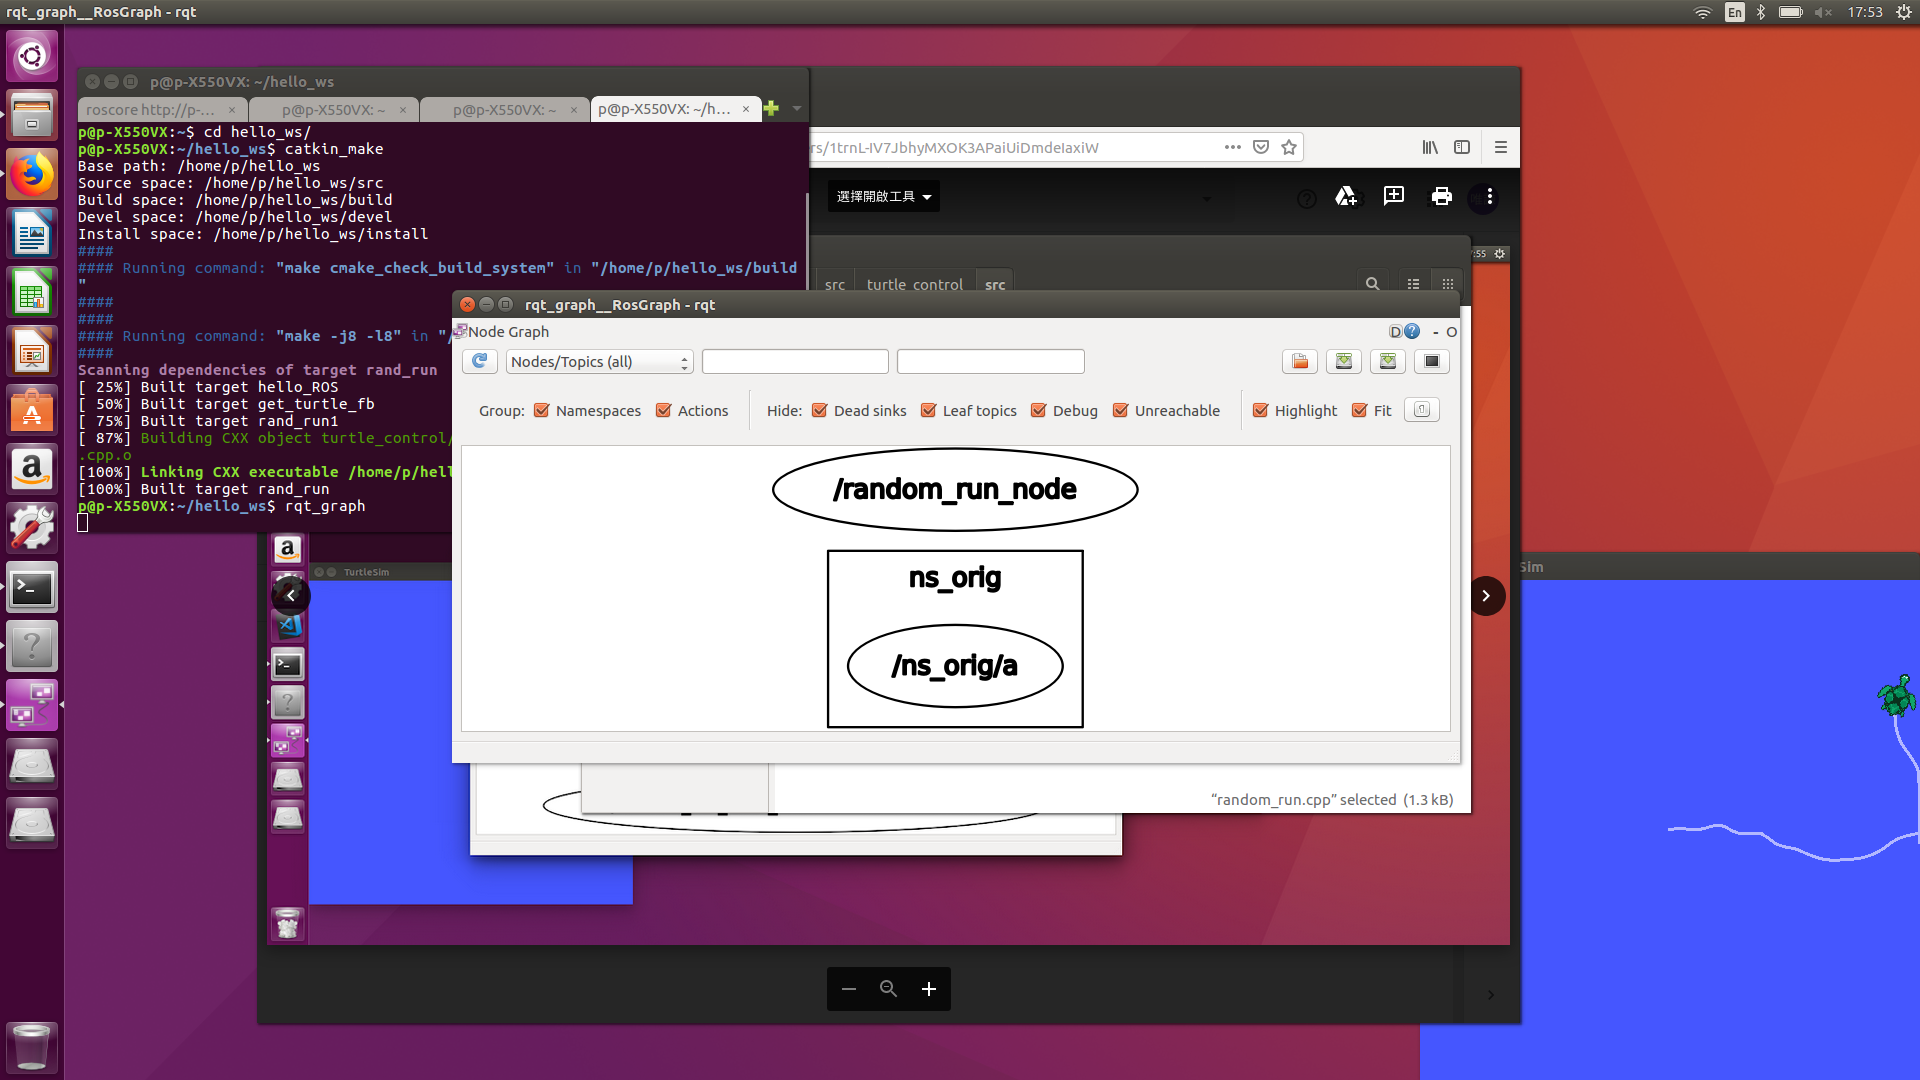 rqt_graph__RosGraph - rqt
En
17:53
p@p-X550VX: ~/hello_ws
roscore http://p-... ×
p@p-X550VX: ~ ×
p@p-X550VX: ~ ×
p@p-X550VX: ~/h... ×
p@p-X550VX:~$ cd hello_ws/
p@p-X550VX:~/hello_ws$ catkin_make
Base path: /home/p/hello_ws
Source space: /home/p/hello_ws/src
Build space: /home/p/hello_ws/build
Devel space: /home/p/hello_ws/devel
Install space: /home/p/hello_ws/install
####
#### Running command: "make cmake_check_build_system" in "/home/p/hello_ws/build
"
####
####
#### Running command: "make -j8 -l8" in "/
####
Scanning dependencies of target rand_run
[ 25%] Built target hello_ROS
[ 50%] Built target get_turtle_fb
[ 75%] Built target rand_run1
[ 87%] Building CXX object turtle_control/
.cpp.o
[100%] Linking CXX executable /home/p/hell
[100%] Built target rand_run
p@p-X550VX:~/hello_ws$ rqt_graph
rs/1trnL-IV7JbhyMXOK3APaiUiDmdeIaxiW
選擇開啟工具
:55
src
turtle_control
src
rqt_graph__RosGraph - rqt
Node Graph
D
- O
Nodes/Topics (all)
Group:
Namespaces
Actions
Hide:
Dead sinks
Leaf topics
Debug
Unreachable
Highlight
Fit
/random_run_node
ns_orig
/ns_orig/a
TurtleSim
Sim
“random_run.cpp” selected (1.3 kB)